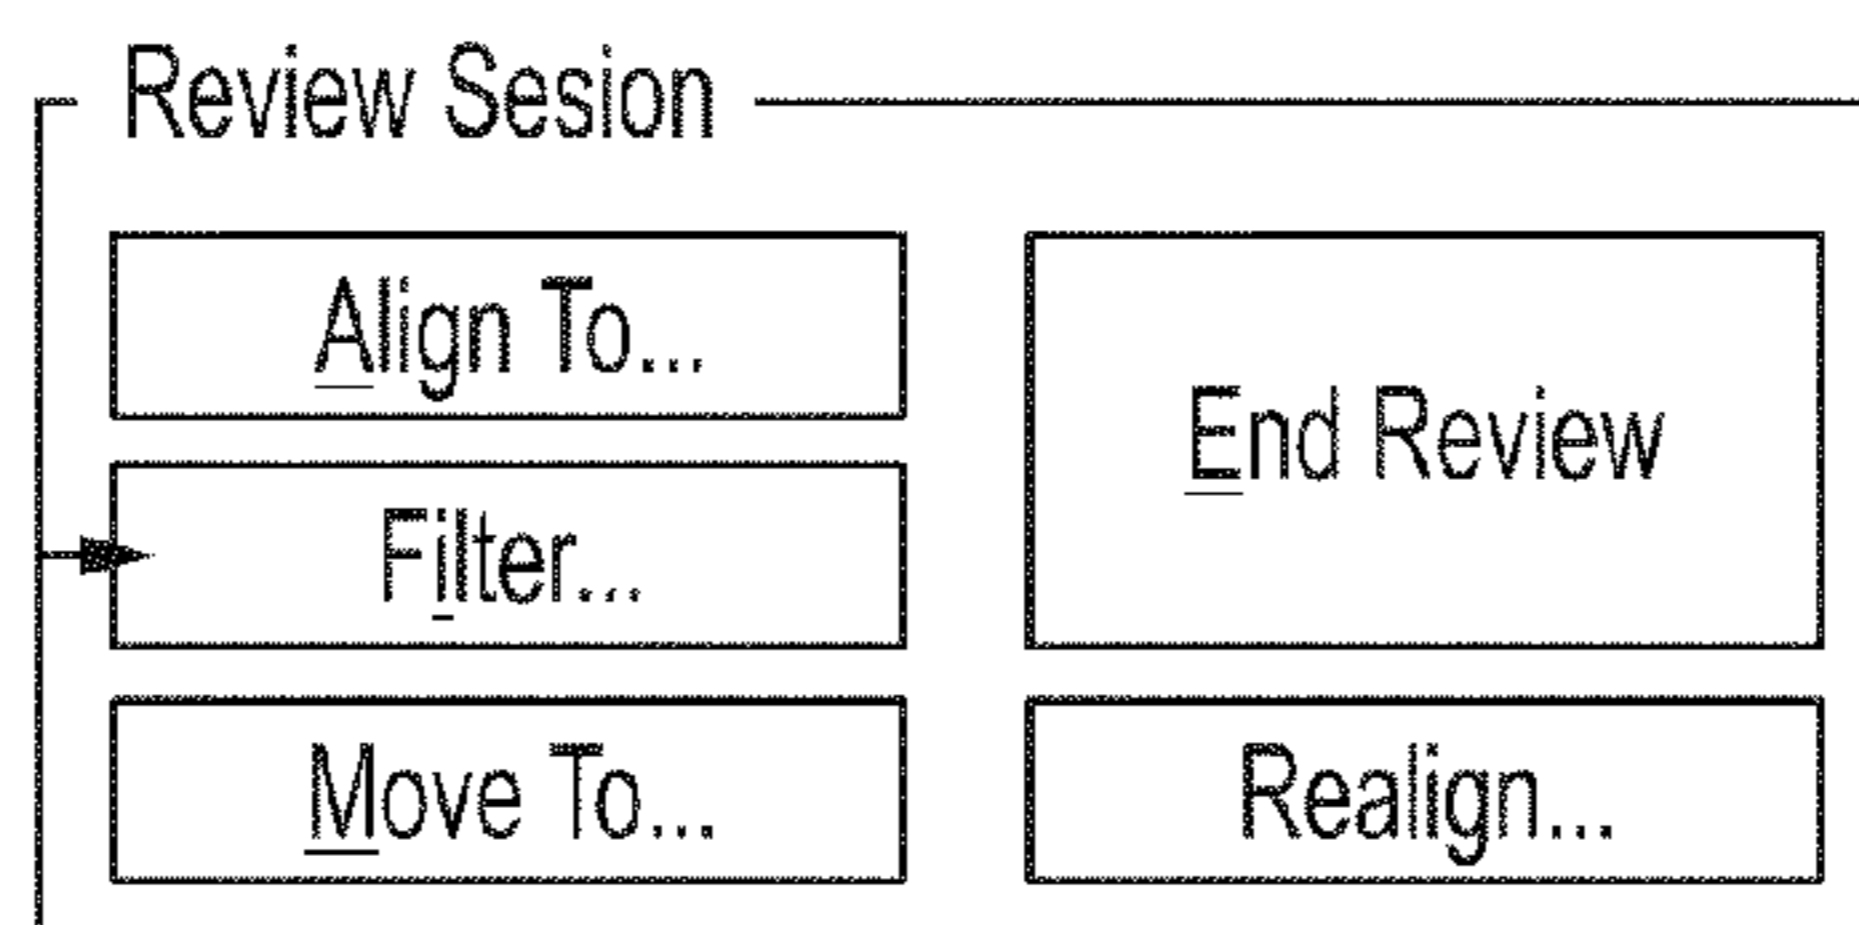 Review Sesion
Align To...
End Review
Filter...
Move To...
Realign...